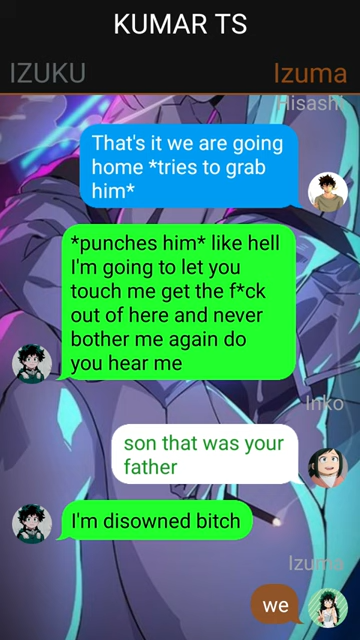 KUMAR TS
IZUKU
Izuma
Hisashi
That's it we are going
home *tries to grab
him*
*punches him* like hell
I'm going to let you
touch me get the f*ck
out of here and never
bother me again do
you hear me
Inko
son that was your
father
I'm disowned bitch
Izuma
we